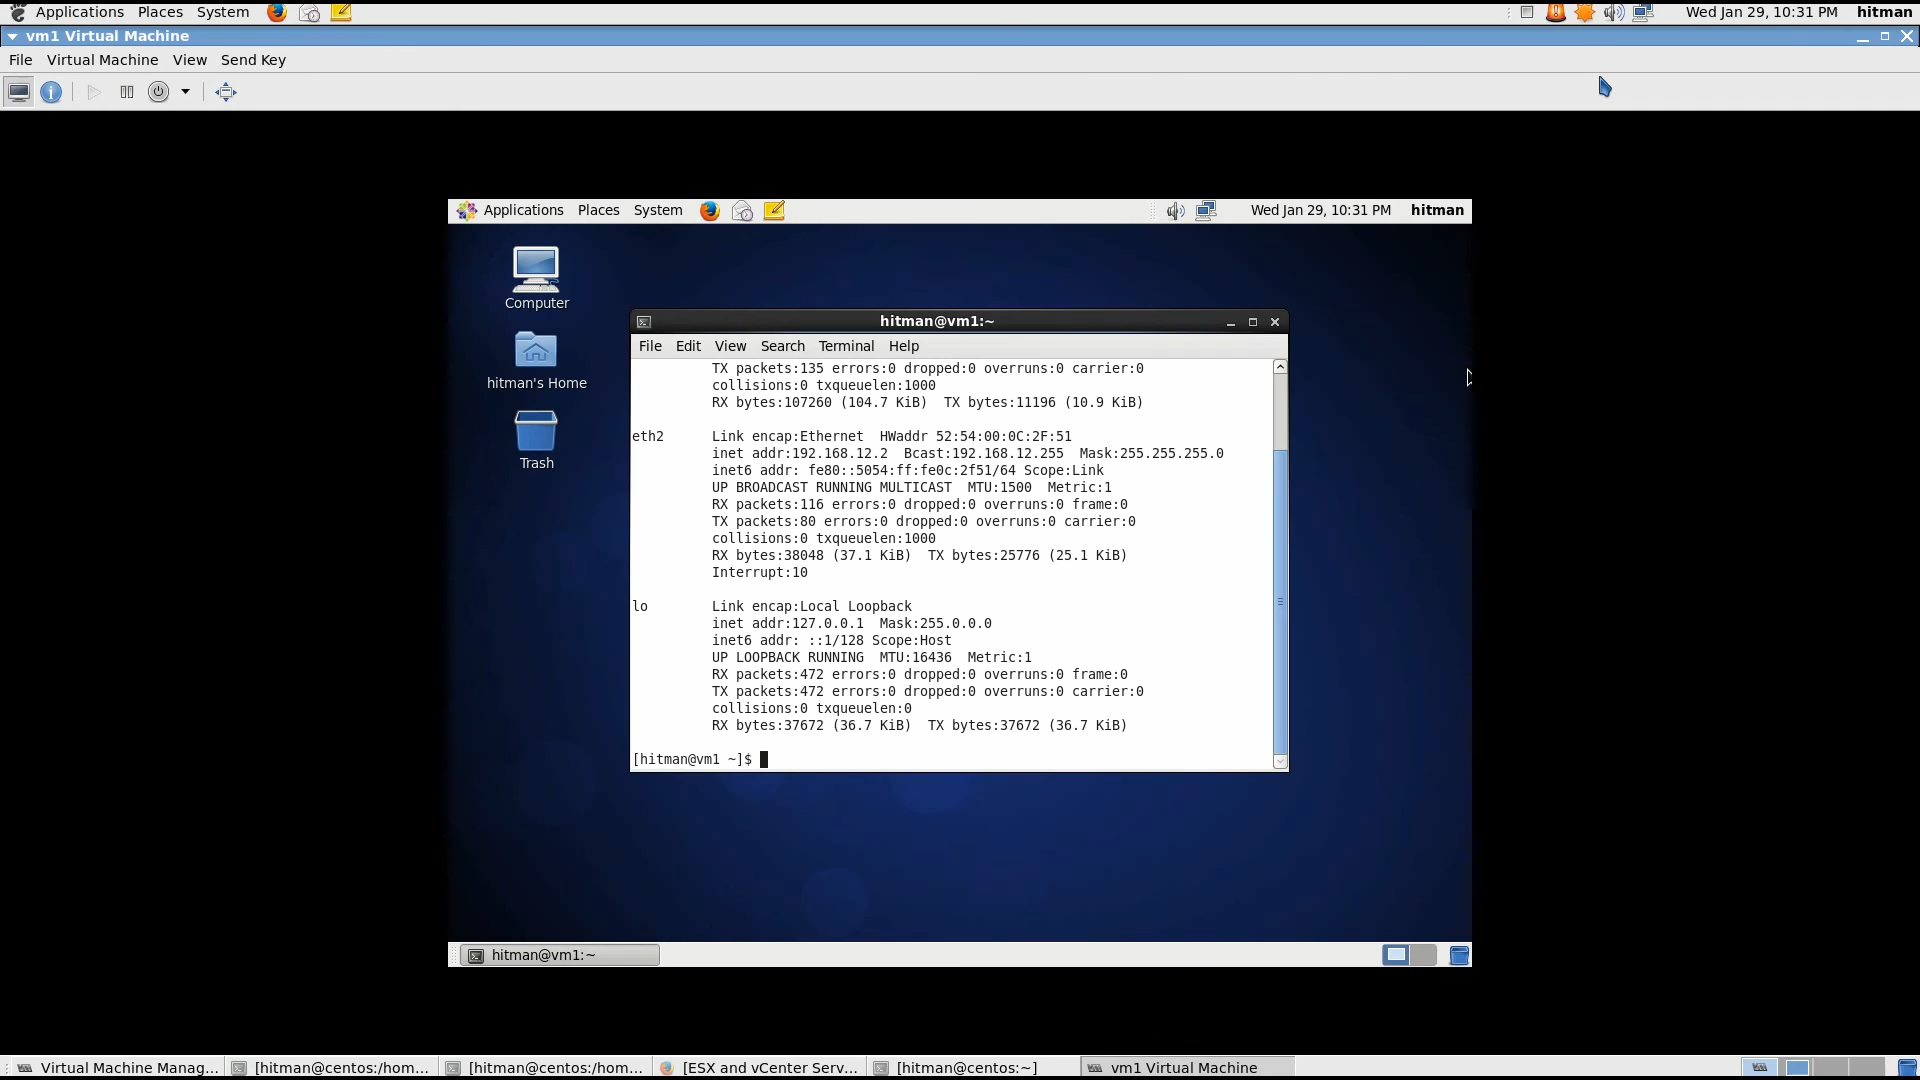 Applications Places System Wed Jan 29, 10:31 PM hitman
vm1 Virtual Machine
File Virtual Machine View Send Key
Applications Places System Wed Jan 29, 10:31 PM hitman
Computer
hitman's Home
Trash
hitman@vm1:~
File Edit View Search Terminal Help
TX packets:135 errors:0 dropped:0 overruns:0 carrier:0
collisions:0 txqueuelen:1000
RX bytes:107260 (104.7 KiB)  TX bytes:11196 (10.9 KiB)
eth2 Link encap:Ethernet  HWaddr 52:54:00:0C:2F:51
inet addr:192.168.12.2  Bcast:192.168.12.255  Mask:255.255.255.0
inet6 addr: fe80::5054:ff:fe0c:2f51/64 Scope:Link
UP BROADCAST RUNNING MULTICAST  MTU:1500  Metric:1
RX packets:116 errors:0 dropped:0 overruns:0 frame:0
TX packets:80 errors:0 dropped:0 overruns:0 carrier:0
collisions:0 txqueuelen:1000
RX bytes:38048 (37.1 KiB)  TX bytes:25776 (25.1 KiB)
Interrupt:10
lo Link encap:Local Loopback
inet addr:127.0.0.1  Mask:255.0.0.0
inet6 addr: ::1/128 Scope:Host
UP LOOPBACK RUNNING  MTU:16436  Metric:1
RX packets:472 errors:0 dropped:0 overruns:0 frame:0
TX packets:472 errors:0 dropped:0 overruns:0 carrier:0
collisions:0 txqueuelen:0
RX bytes:37672 (36.7 KiB)  TX bytes:37672 (36.7 KiB)
[hitman@vm1 ~]$
hitman@vm1:~
Virtual Machine Manag... [hitman@centos:/hom... [hitman@centos:/hom... [ESX and vCenter Serv... [hitman@centos:~] vm1 Virtual Machine